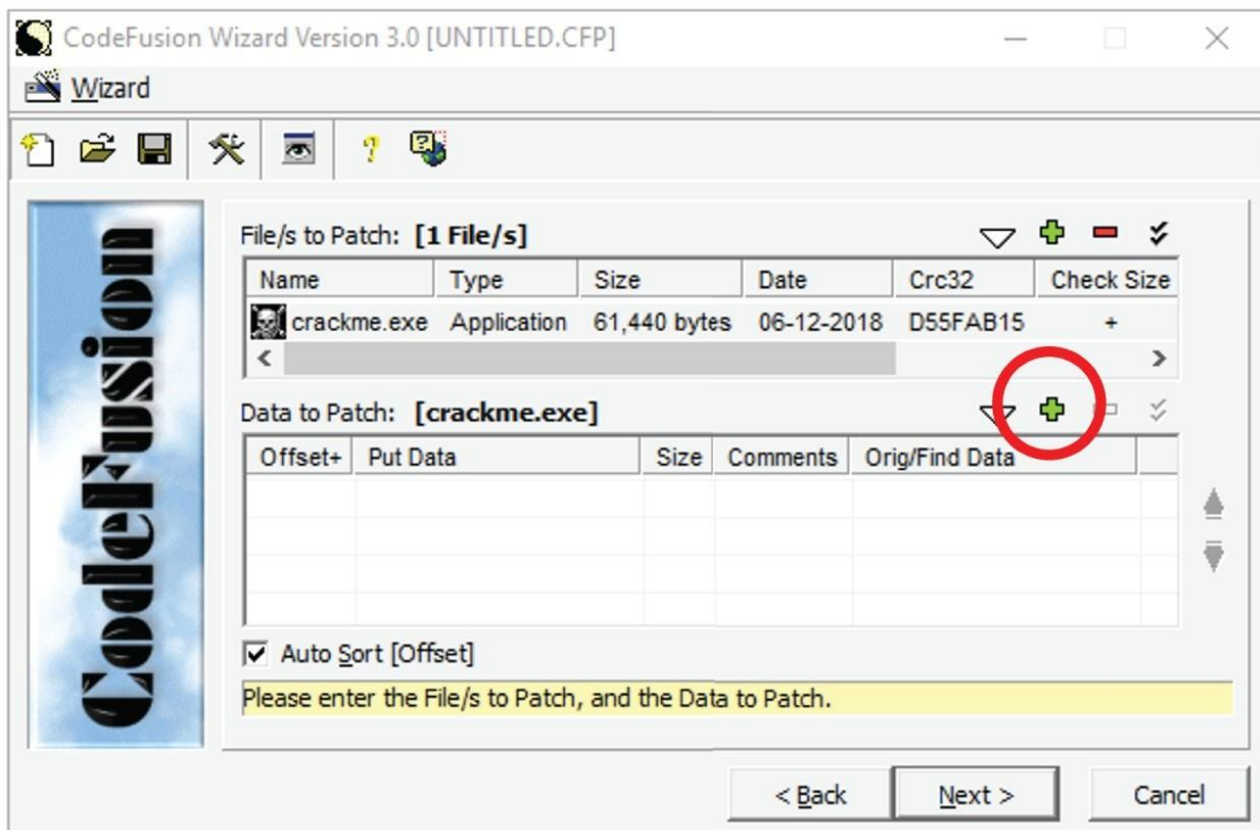 CodeFusion Wizard Version 3.0 [UNTITLED.CFP]
Wizard
CodeFusion
File/s to Patch: [1 File/s]
Name Type Size Date Crc32 Check Size
crackme.exe Application 61,440 bytes 06-12-2018 D55FAB15 +
Data to Patch: [crackme.exe]
Offset+ Put Data Size Comments Orig/Find Data
Auto Sort [Offset]
Please enter the File/s to Patch, and the Data to Patch.
< Back Next > Cancel